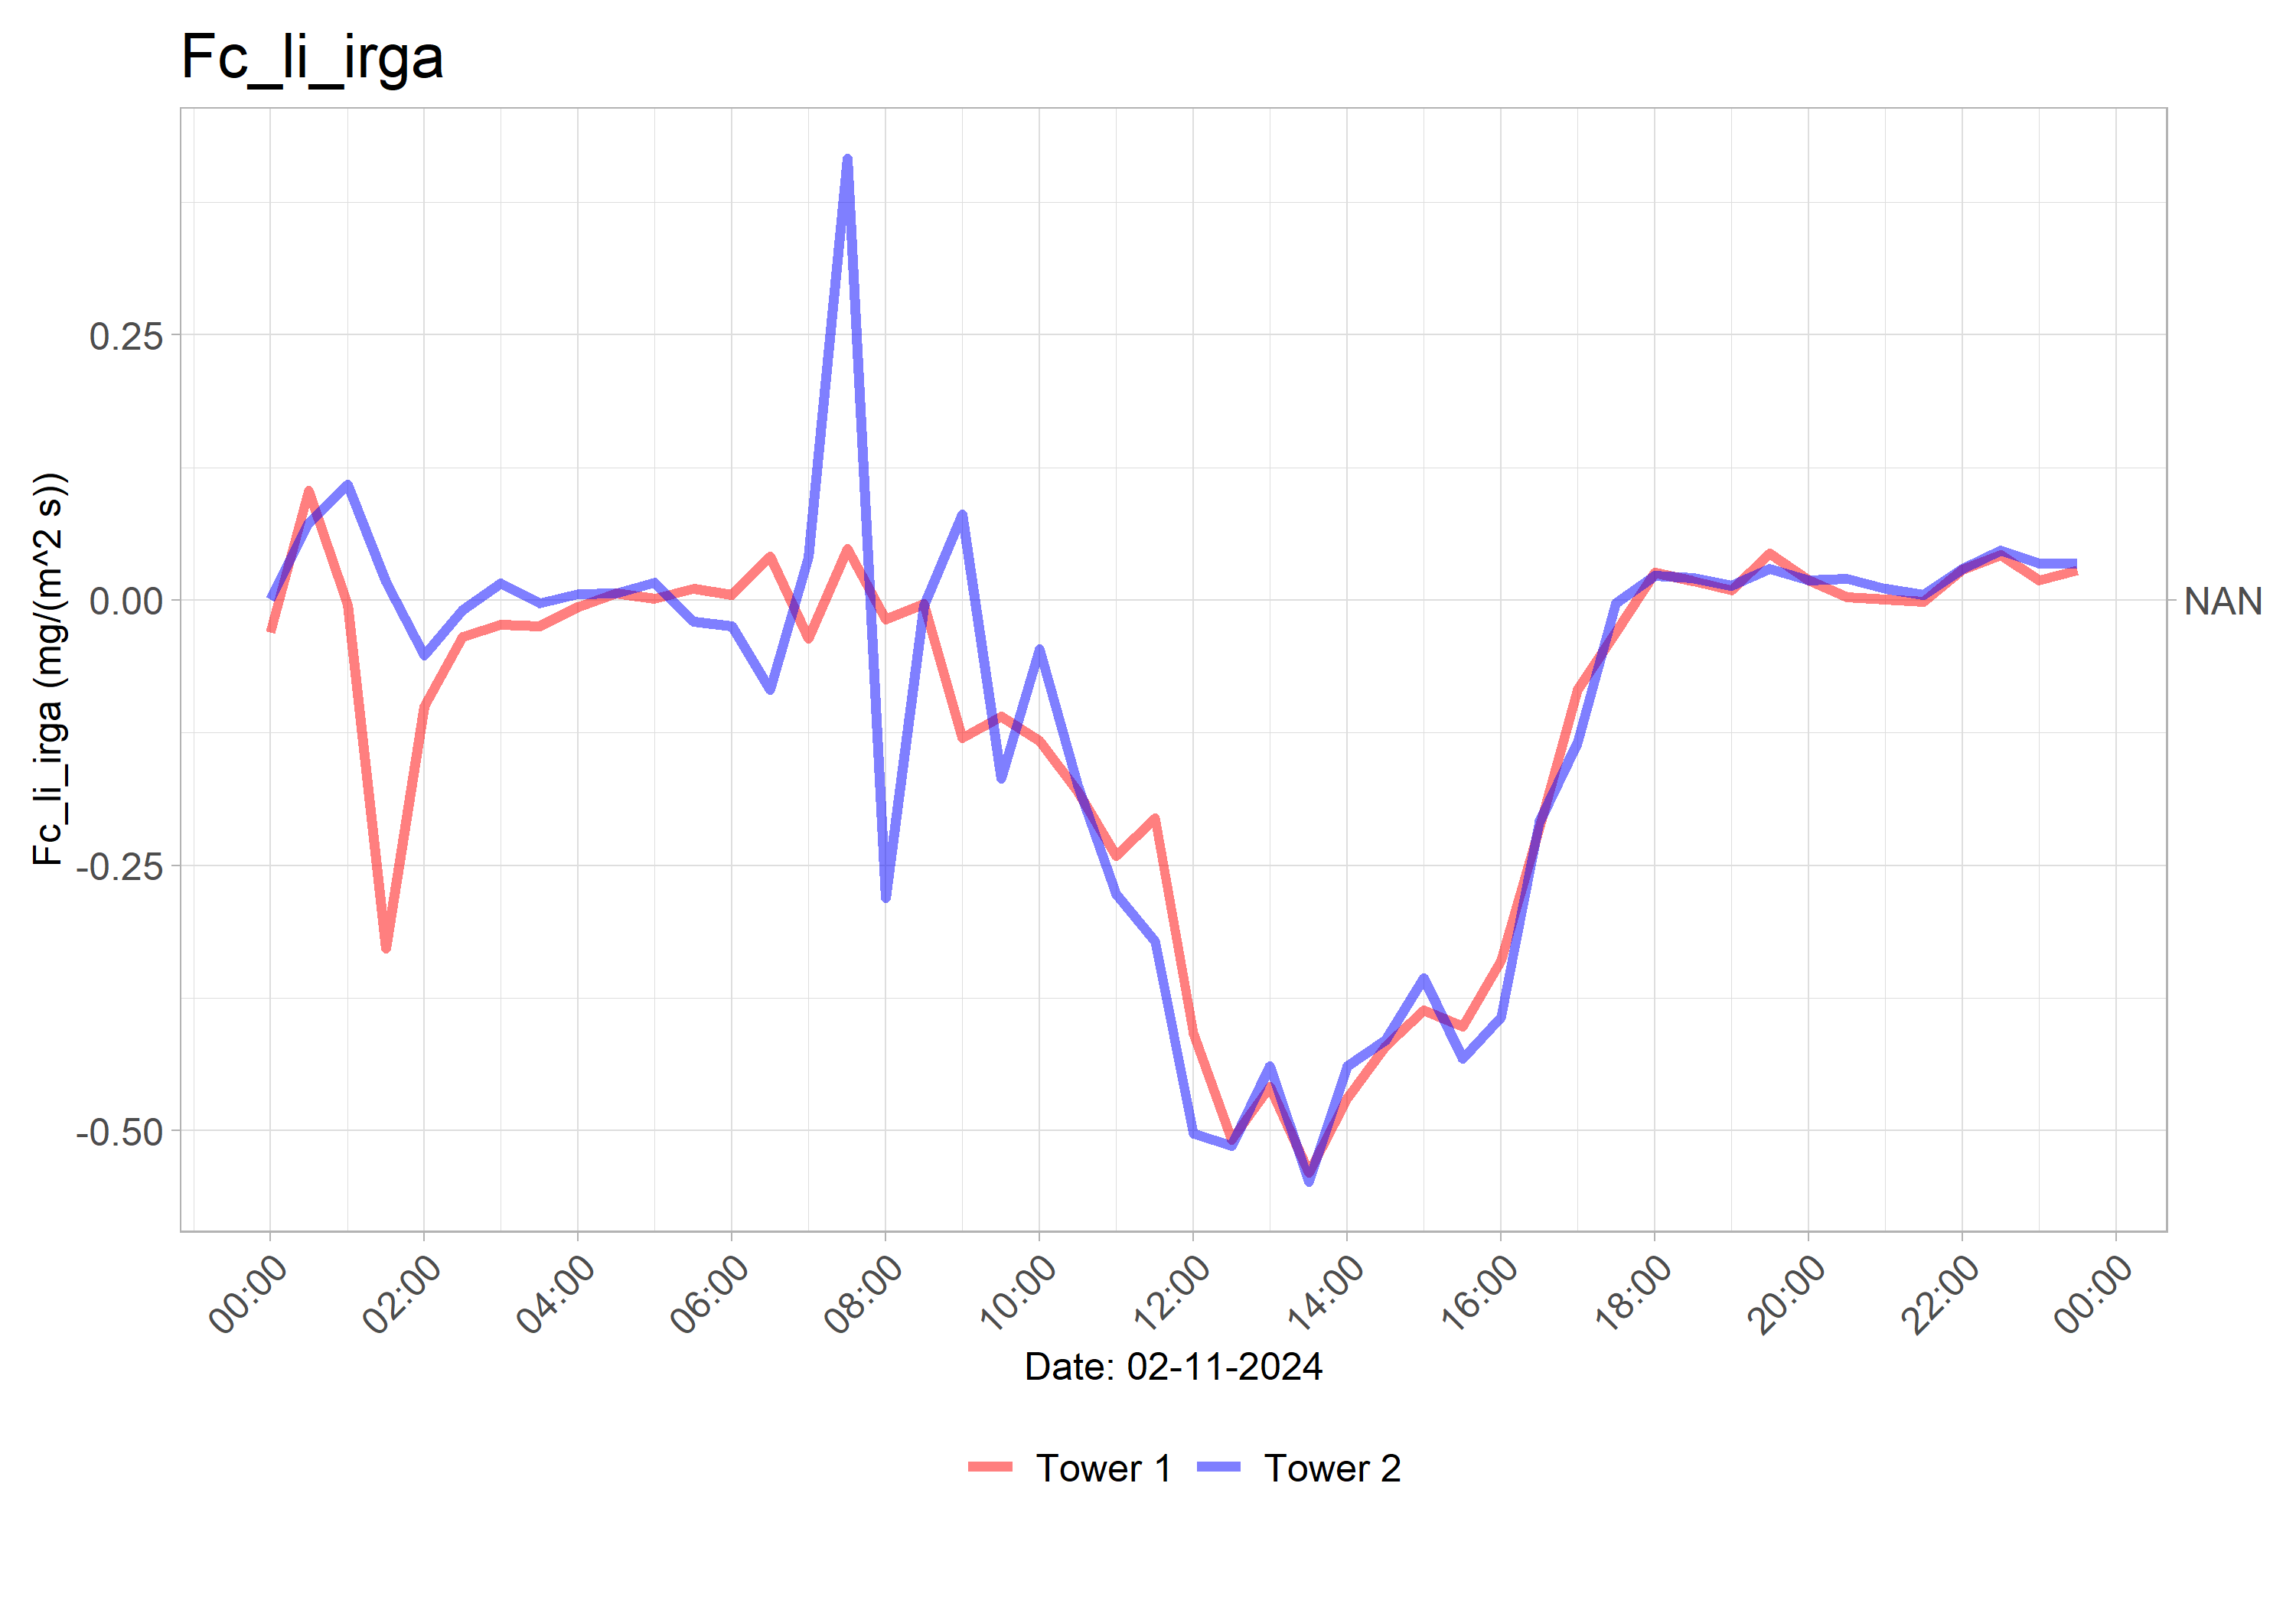 Fc_li_irga
Fc_li_irga (mg/(m^2 s))
0.25
0.00
-0.25
-0.50
NAN
00:00 02:00 04:00 06:00 08:00 10:00 12:00 14:00 16:00 18:00 20:00 22:00 00:00
Date: 02-11-2024
Tower 1 Tower 2